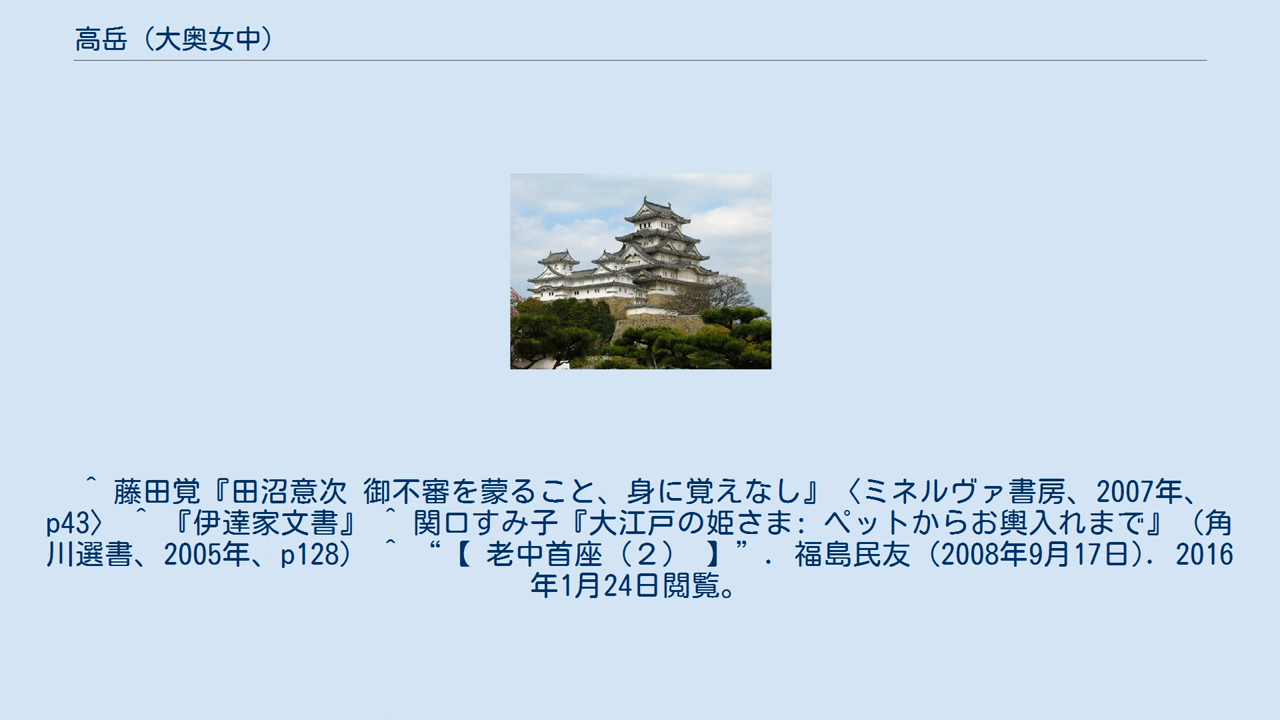 高岳（大奥女中）
＾ 藤田覚『田沼意次 御不審を蒙ること、身に覚えなし』〈ミネルヴァ書房、2007年、
p43〉 ＾ 『伊達家文書』 ＾ 関口すみ子『大江戸の姫さま: ペットからお輿入れまで』（角
川選書、2005年、p128） ＾ “【 老中首座（２） 】”. 福島民友 (2008年9月17日). 2016
年1月24日閲覧。